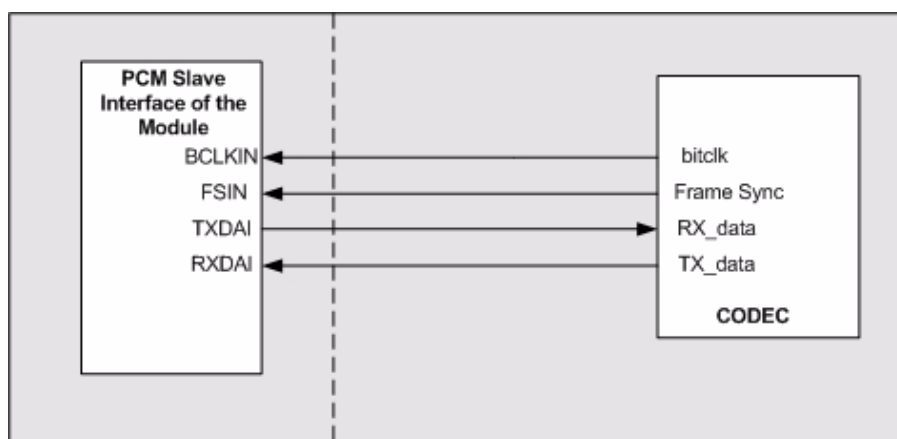 PCM Slave
Interface of the
Module
BCLKIN
FSIN
TXDAI
RXDAI
bitclk
Frame Sync
RX_data
TX_data
CODEC